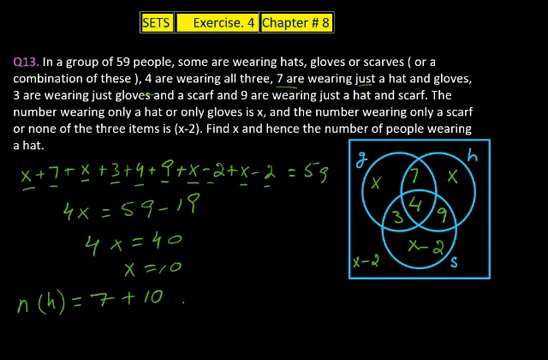 SETS Exercise. 4 Chapter # 8
Q13. In a group of 59 people, some are wearing hats, gloves or scarves ( or a
combination of these ), 4 are wearing all three, 7 are wearing just a hat and gloves,
3 are wearing just gloves and a scarf and 9 are wearing just a hat and scarf. The
number wearing only a hat or only gloves is x, and the number wearing only a scarf
or none of the three items is (x-2). Find x and hence the number of people wearing
a hat.
x + 7 + x + 3 + 4 + 9 + x - 2 + x - 2 = 59
4x = 59 - 19
4 x = 40
x = 10
n (h) = 7 + 10
g h
x 7 x
4
3 9
x - 2
x - 2 s